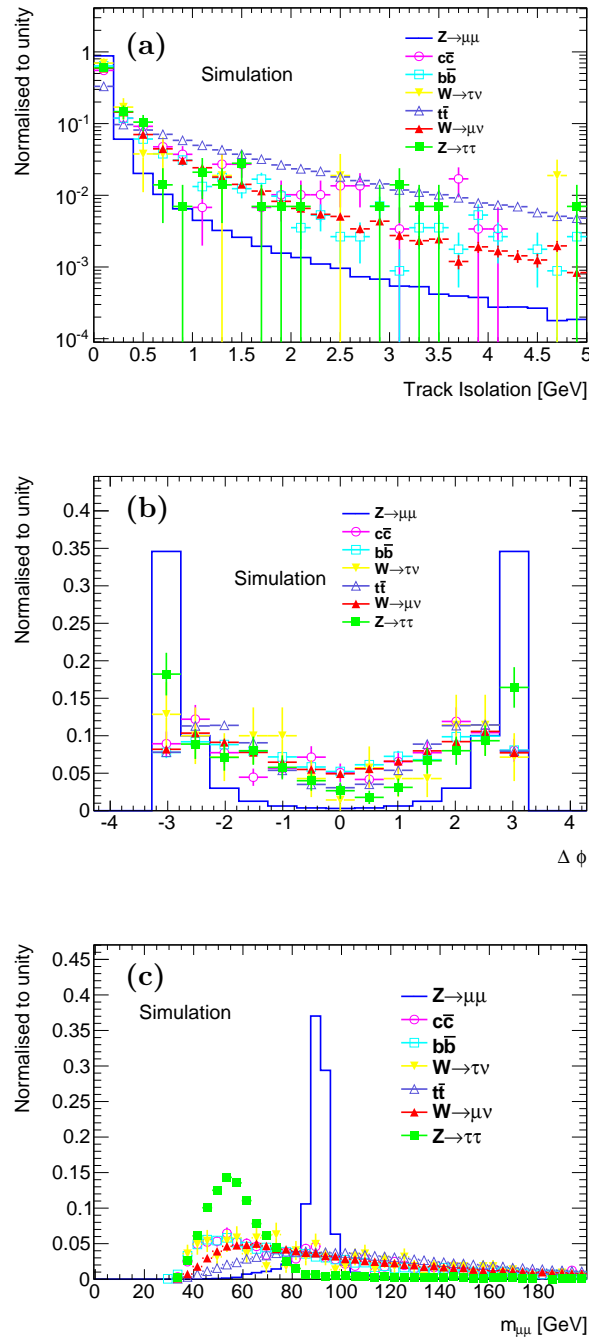 (a)
Simulation
Z→μμ
cc̄
bb̄
W→τν
tt̄
W→μν
Z→ττ
Normalised to unity
1
10⁻¹
10⁻²
10⁻³
10⁻⁴
0 0.5 1 1.5 2 2.5 3 3.5 4 4.5 5
Track Isolation [GeV]
(b)
Simulation
Z→μμ
cc̄
bb̄
W→τν
tt̄
W→μν
Z→ττ
Normalised to unity
0.4
0.35
0.3
0.25
0.2
0.15
0.1
0.05
0
-4 -3 -2 -1 0 1 2 3 4
Δ ϕ
(c)
Simulation
Z→μμ
cc̄
bb̄
W→τν
tt̄
W→μν
Z→ττ
Normalised to unity
0.45
0.4
0.35
0.3
0.25
0.2
0.15
0.1
0.05
0
0 20 40 60 80 100 120 140 160 180
m_μμ [GeV]